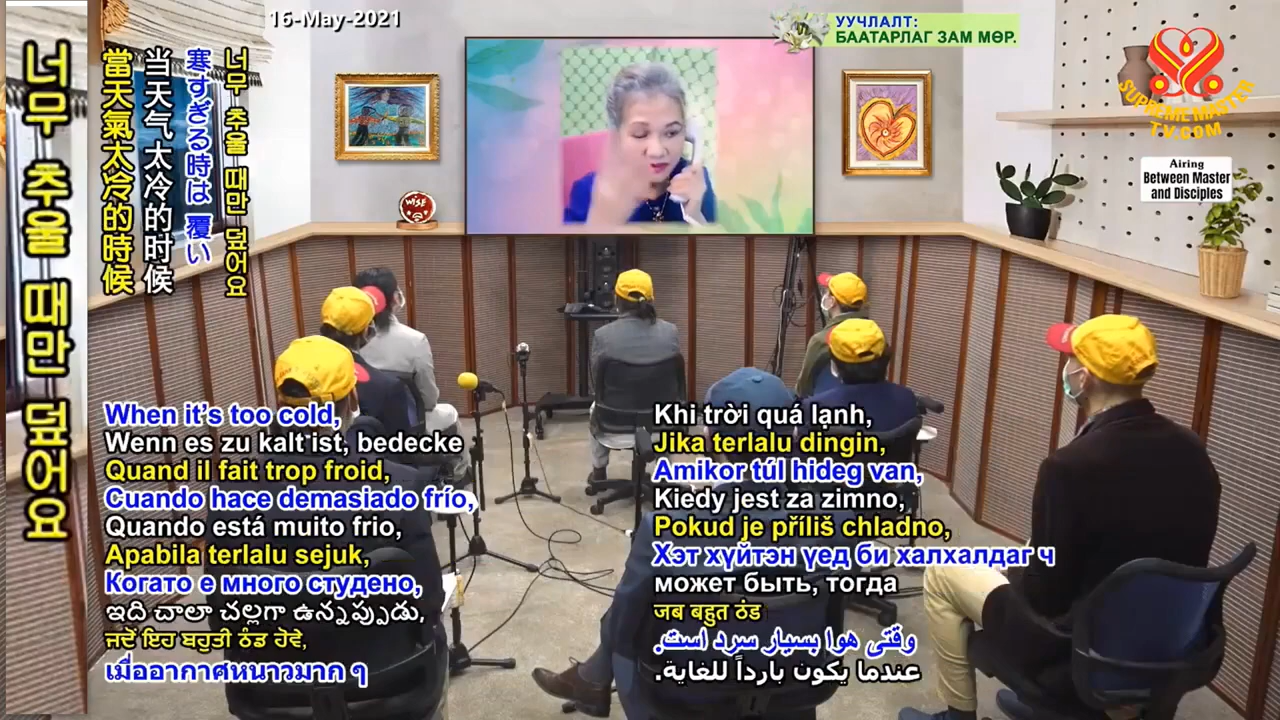 16-May-2021
УУЧЛАЛТ:
БААТАРЛАГ ЗАМ МӨР.
SUPREME MASTER
TV.COM
Airing
Between Master
and Disciples
WISE
너무 추울 때만 덮어요
當天氣太冷的時候
当天气 太冷的时候
寒すぎる時は 覆い
너무 추울 때만 덮어요
When it's too cold,
Wenn es zu kalt ist, bedecke
Quand il fait trop froid,
Cuando hace demasiado frío,
Quando está muito frio,
Apabila terlalu sejuk,
Когато е много студено,
ఇది చాలా చల్లగా ఉన్నప్పుడు,
ਜਦੋਂ ਇਹ ਬਹੁਤੀ ਠੰਡ ਹੋਵੇ,
เมื่ออากาศหนาวมาก ๆ
Khi trời quá lạnh,
Jika terlalu dingin,
Amikor túl hideg van,
Kiedy jest za zimno,
Pokud je příliš chladno,
Хэт хүйтэн үед би халхалдаг ч
может быть, тогда
जब बहुत ठंड
وقتی هوا بسیار سرد است.
عندما يكون بارداً للغاية.